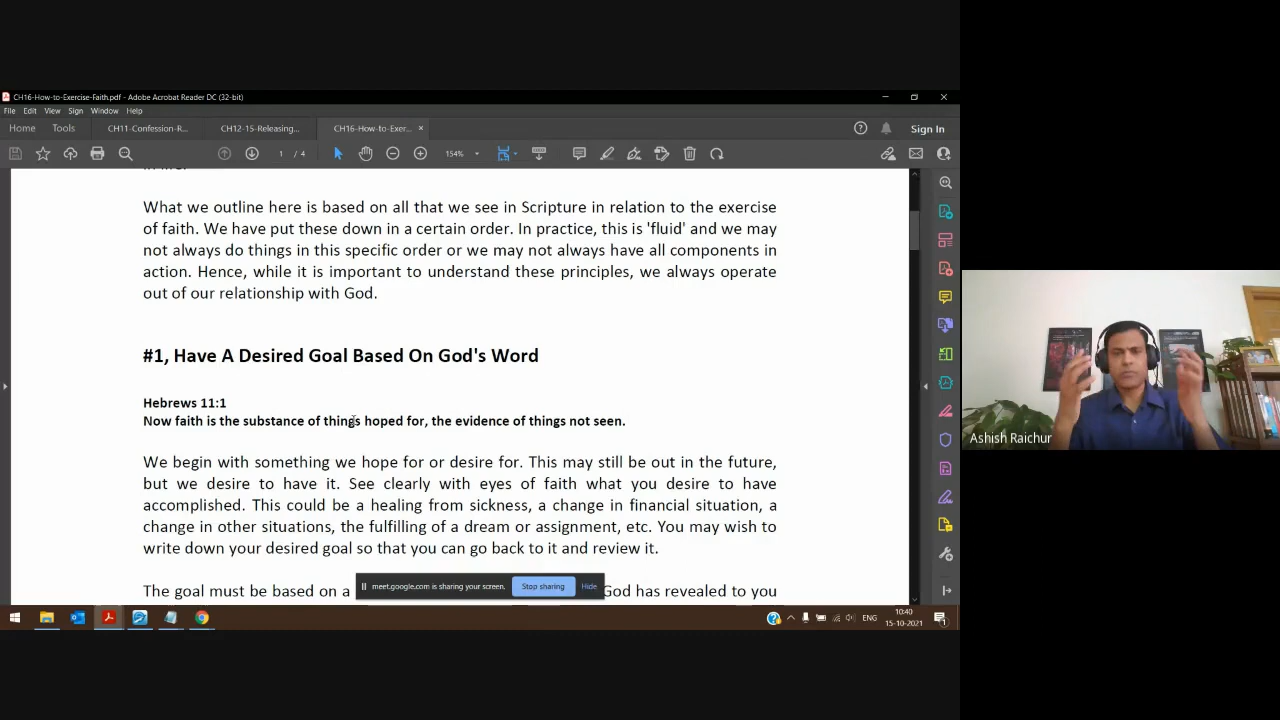 CH16-How-to-Exercise-Faith.pdf - Adobe Acrobat Reader DC (32-bit)
File Edit View Sign Window Help
Home Tools CH11-Confession-R... CH12-15-Releasing... CH16-How-to-Exer... × Sign In
1 / 4 154%
What we outline here is based on all that we see in Scripture in relation to the exercise
of faith. We have put these down in a certain order. In practice, this is 'fluid' and we may
not always do things in this specific order or we may not always have all components in
action. Hence, while it is important to understand these principles, we always operate
out of our relationship with God.
#1, Have A Desired Goal Based On God's Word
Hebrews 11:1
Now faith is the substance of things hoped for, the evidence of things not seen.
We begin with something we hope for or desire for. This may still be out in the future,
but we desire to have it. See clearly with eyes of faith what you desire to have
accomplished. This could be a healing from sickness, a change in financial situation, a
change in other situations, the fulfilling of a dream or assignment, etc. You may wish to
write down your desired goal so that you can go back to it and review it.
The goal must be based on a God has revealed to you
meet.google.com is sharing your screen. Stop sharing Hide
ENG
10:40
15-10-2021
Ashish Raichur